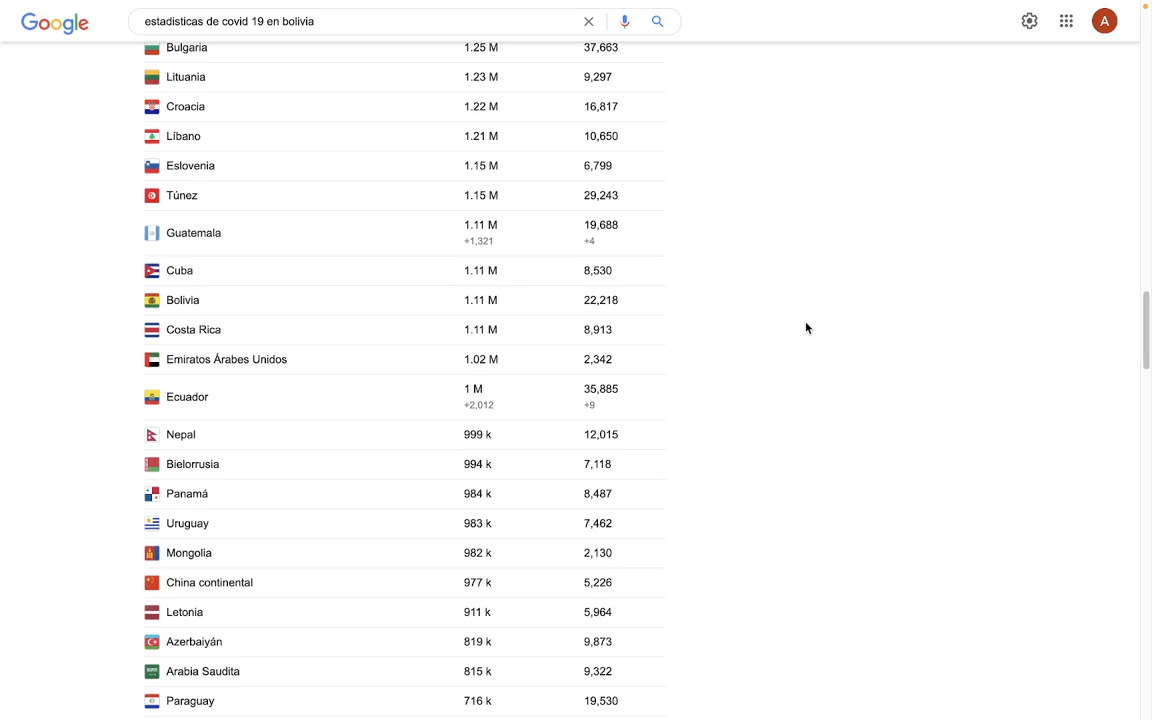 Google estadisticas de covid 19 en bolivia A
Bulgaria 1.25 M 37,663
Lituania 1.23 M 9,297
Croacia 1.22 M 16,817
Líbano 1.21 M 10,650
Eslovenia 1.15 M 6,799
Túnez 1.15 M 29,243
Guatemala 1.11 M 19,688
+1,321 +4
Cuba 1.11 M 8,530
Bolivia 1.11 M 22,218
Costa Rica 1.11 M 8,913
Emiratos Árabes Unidos 1.02 M 2,342
Ecuador 1 M 35,885
+2,012 +9
Nepal 999 k 12,015
Bielorrusia 994 k 7,118
Panamá 984 k 8,487
Uruguay 983 k 7,462
Mongolia 982 k 2,130
China continental 977 k 5,226
Letonia 911 k 5,964
Azerbaiyán 819 k 9,873
Arabia Saudita 815 k 9,322
Paraguay 716 k 19,530